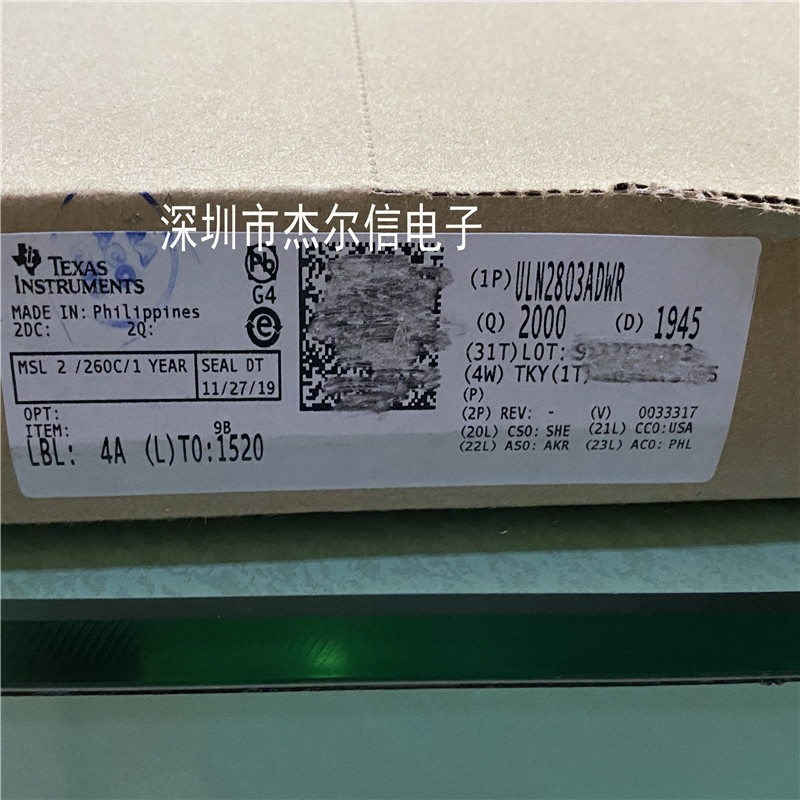 深圳市杰尔信电子
TEXAS
INSTRUMENTS
MADE IN: Philippines
2DC: 2Q:
MSL 2 /260C/1 YEAR
SEAL DT
11/27/19
OPT:
ITEM:
9B
LBL: 4A (L)TO:1520
Pb
G4
e
(1P) ULN2803ADWR
(Q) 2000 (D) 1945
(31T)LOT:
(4W) TKY(1T)
(P)
(2P) REV: - (V) 0033317
(20L) CSO: SHE (21L) CCO:USA
(22L) ASO: AKR (23L) ACO: PHL